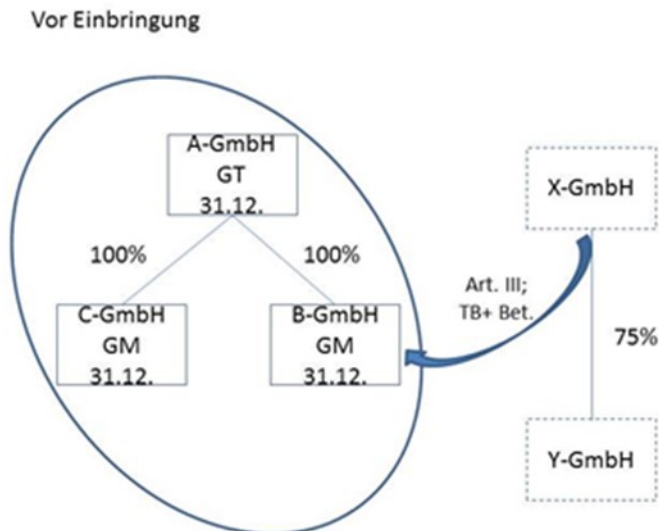 Vor Einbringung
A-GmbH
GT
31.12.
X-GmbH
100%
100%
Art. III;
TB+ Bet.
C-GmbH
GM
31.12.
B-GmbH
GM
31.12.
75%
Y-GmbH